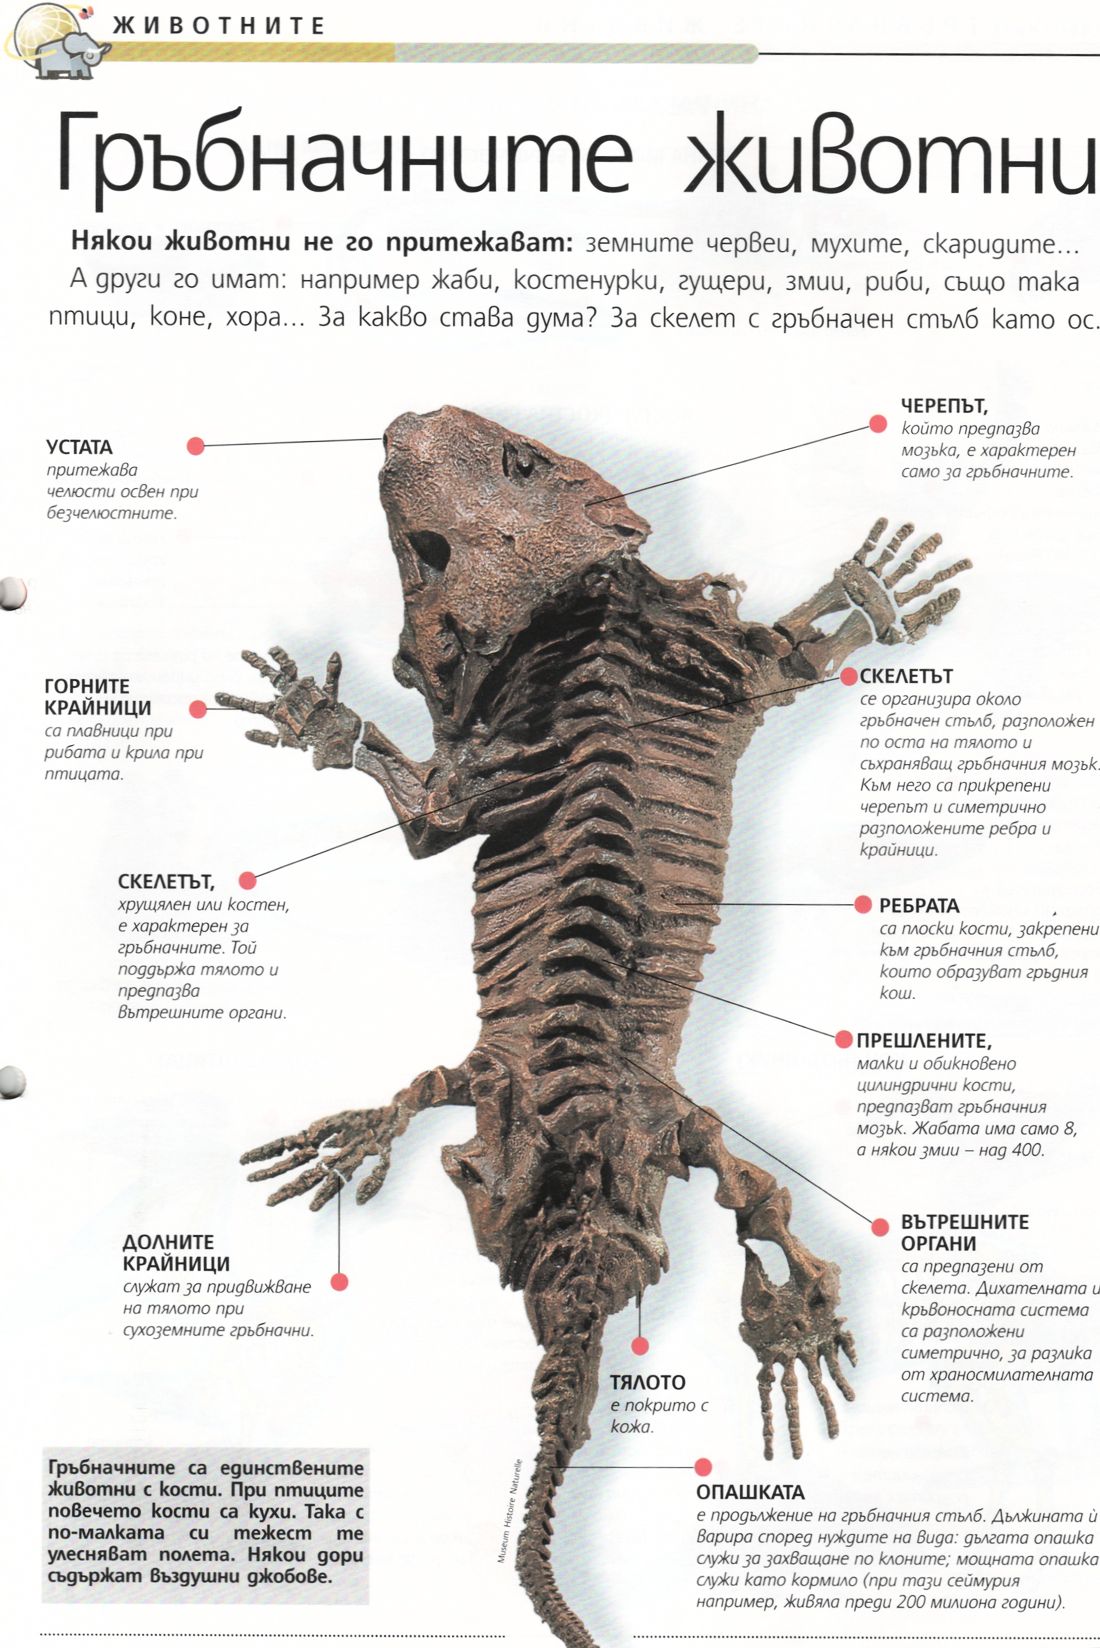 ЖИВОТНИТЕ
Гръбначните животни
Някои животни не го притежават: земните червеи, мухите, скаридите...
А други го имат: например жаби, костенурки, гущери, змии, риби, също така
птици, коне, хора... За какво става дума? За скелет с гръбначен стълб като ос.
УСТАТА
притежава
челюсти освен при
безчелюстните.
ЧЕРЕПЪТ,
който предпазва
мозъка, е характерен
само за гръбначните.
ГОРНИТЕ
КРАЙНИЦИ
са плавници при
рибата и крила при
птицата.
СКЕЛЕТЪТ
се организира около
гръбначен стълб, разположен
по оста на тялото и
съхраняващ гръбначния мозък.
Към него са прикрепени
черепът и симетрично
разположените ребра и
крайници.
СКЕЛЕТЪТ,
хрущялен или костен,
е характерен за
гръбначните. Той
поддържа тялото и
предпазва
вътрешните органи.
РЕБРАТА
са плоски кости, закрепени
към гръбначния стълб,
които образуват гръдния
кош.
ПРЕШЛЕНИТЕ,
малки и обикновено
цилиндрични кости,
предпазват гръбначния
мозък. Жабата има само 8,
а някои змии – над 400.
ДОЛНИТЕ
КРАЙНИЦИ
служат за придвижване
на тялото при
сухоземните гръбначни.
ВЪТРЕШНИТЕ
ОРГАНИ
са предпазени от
скелета. Дихателната и
кръвоносната система
са разположени
симетрично, за разлика
от храносмилателната
система.
ТЯЛОТО
е покрито с
кожа.
Гръбначните са единствените
животни с кости. При птиците
повечето кости са кухи. Така с
по-малката си тежест те
улесняват полета. Някои дори
съдържат въздушни джобове.
Museum Histoire Naturelle
ОПАШКАТА
е продължение на гръбначния стълб. Дължината ѝ
варира според нуждите на вида: дългата опашка
служи за захващане по клоните; мощната опашка
служи като кормило (при тази сеймурия
например, живяла преди 200 милиона години).